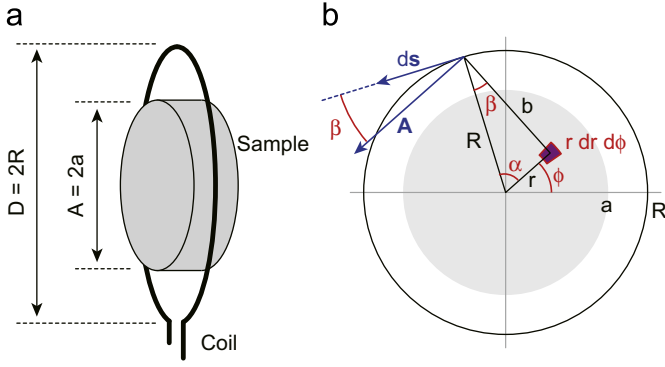 a
D = 2R
A = 2a
Sample
Coil
b
ds
β
A
β
b
R
α
r
ϕ
r dr dϕ
a
R